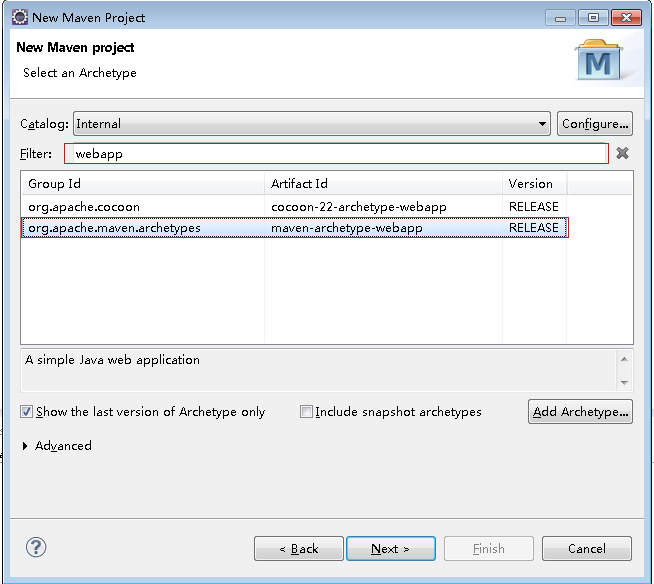 New Maven Project
New Maven project
Select an Archetype
M
Catalog: Internal Configure...
Filter: webapp
Group Id Artifact Id Version
org.apache.cocoon cocoon-22-archetype-webapp RELEASE
org.apache.maven.archetypes maven-archetype-webapp RELEASE
A simple Java web application
Show the last version of Archetype only Include snapshot archetypes Add Archetype...
Advanced
? < Back Next > Finish Cancel